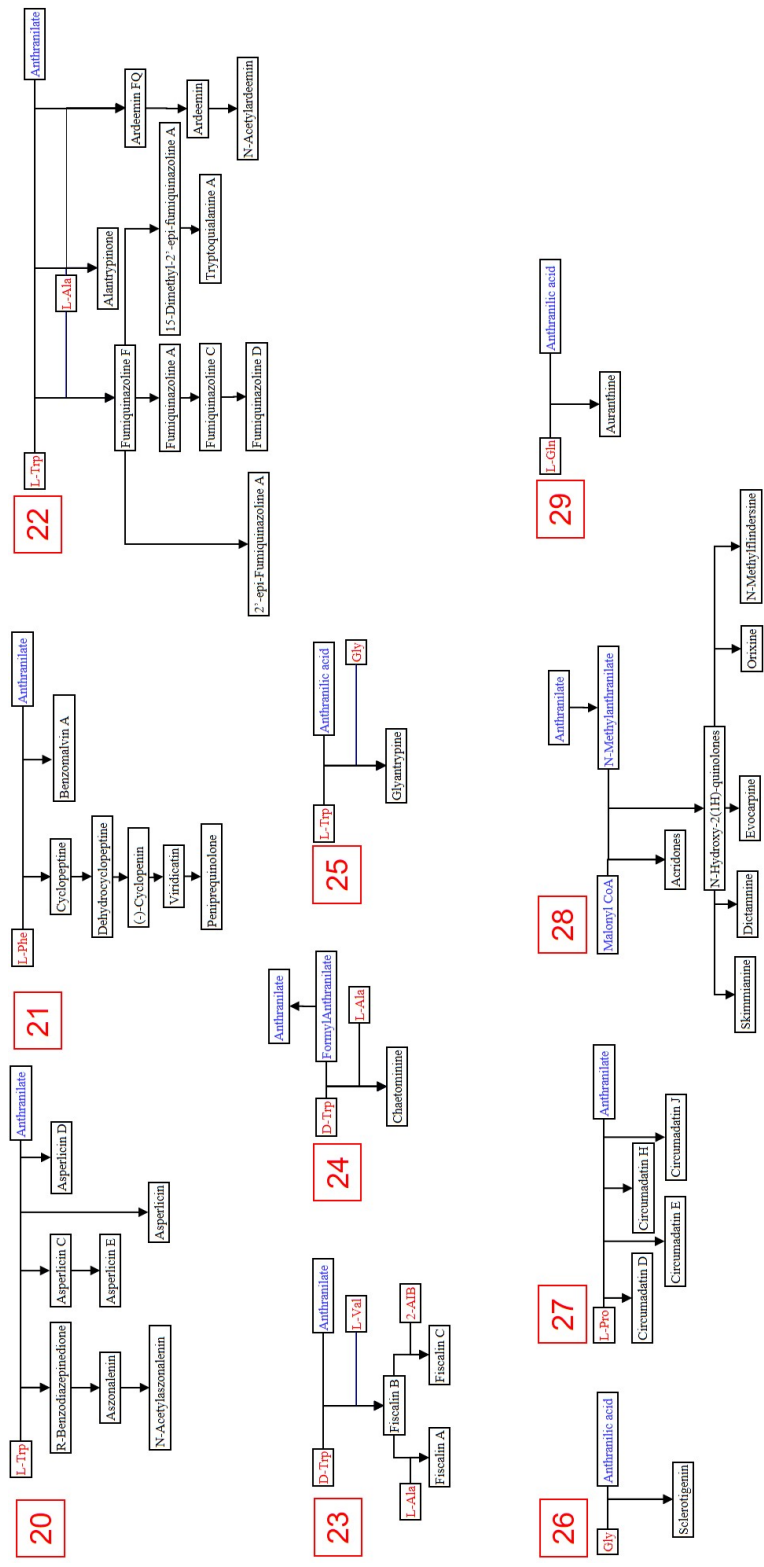 20
L-Trp
Anthranilate
R-Benzodiazepinedione
Aszonalenin
N-Acetylaszonalenin
Asperlicin C
Asperlicin E
Asperlicin
Asperlicin D
21
L-Phe
Anthranilate
Cyclopeptine
Dehydrocyclopeptine
(-)-Cyclopenin
Viridicatin
Peniprequinolone
Benzomalvin A
22
L-Trp
Anthranilate
L-Ala
Alantrypinone
Ardeemin FQ
Ardeemin
N-Acetylardeemin
Fumiquinazoline F
Fumiquinazoline A
Fumiquinazoline C
Fumiquinazoline D
15-Dimethyl-2'-epi-fumiquinazoline A
Tryptoquialanine A
2'-epi-Fumiquinazoline A
23
D-Trp
Anthranilate
L-Val
Fiscalin B
L-Ala
2-AIB
Fiscalin A
Fiscalin C
24
Anthranilate
D-Trp
FormylAnthranilate
L-Ala
Chaetominine
25
L-Trp
Anthranilic acid
Gly
Glyantrypine
26
Gly
Anthranilic acid
Sclerotigenin
27
L-Pro
Anthranilate
Circumadatin D
Circumadatin E
Circumadatin H
Circumadatin J
28
Anthranilate
Malonyl CoA
N-Methylanthranilate
Acridones
N-Hydroxy-2(1H)-quinolones
Skimmianine
Dictamnine
Evocarpine
Orixine
N-Methylflindersine
29
L-Gln
Anthranilic acid
Auranthine